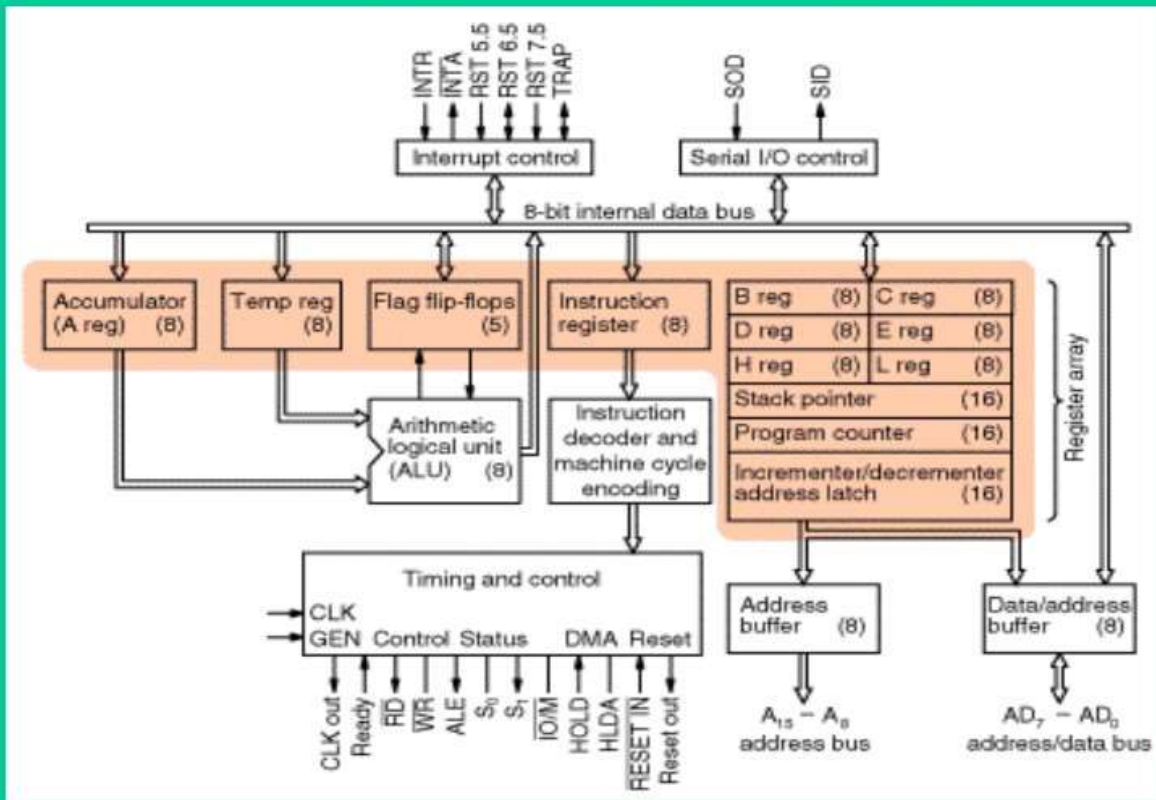 INTR
INTA
RST 5.5
RST 6.5
RST 7.5
TRAP
SOD
SID
Interrupt control
Serial I/O control
8-bit internal data bus
Accumulator
(A reg) (8)
Temp reg
(8)
Flag flip-flops
(5)
Instruction
register (8)
B reg (8) C reg (8)
D reg (8) E reg (8)
H reg (8) L reg (8)
Stack pointer (16)
Program counter (16)
Incrementer/decrementer
address latch (16)
Register array
Arithmetic
logical unit
(ALU) (8)
Instruction
decoder and
machine cycle
encoding
Timing and control
CLK
GEN Control Status DMA Reset
CLK out
Ready
RD
WR
ALE
S0
S1
IO/M
HOLD
HLDA
RESET IN
Reset out
Address
buffer (8)
Data/address
buffer (8)
A15 – A8
address bus
AD7 – AD0
address/data bus